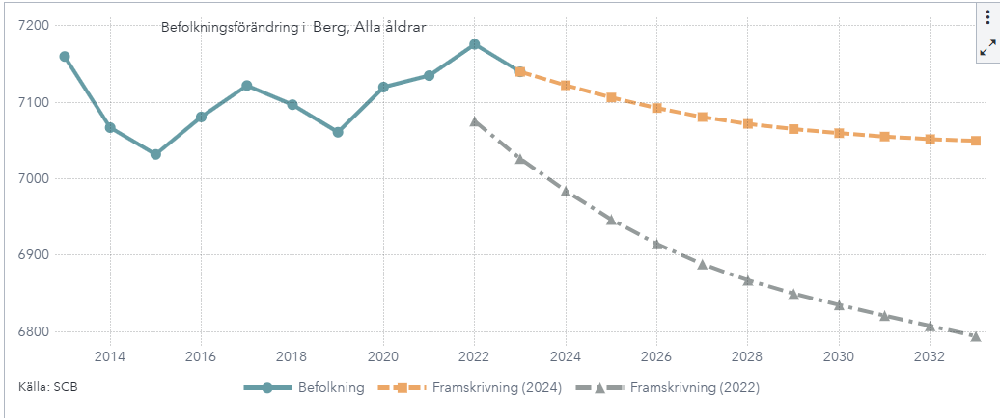 Befolkningsförändring i Berg, Alla åldrar
7200
7100
7000
6900
6800
2014 2016 2018 2020 2022 2024 2026 2028 2030 2032
Källa: SCB
Befolkning Framskrivning (2024) Framskrivning (2022)